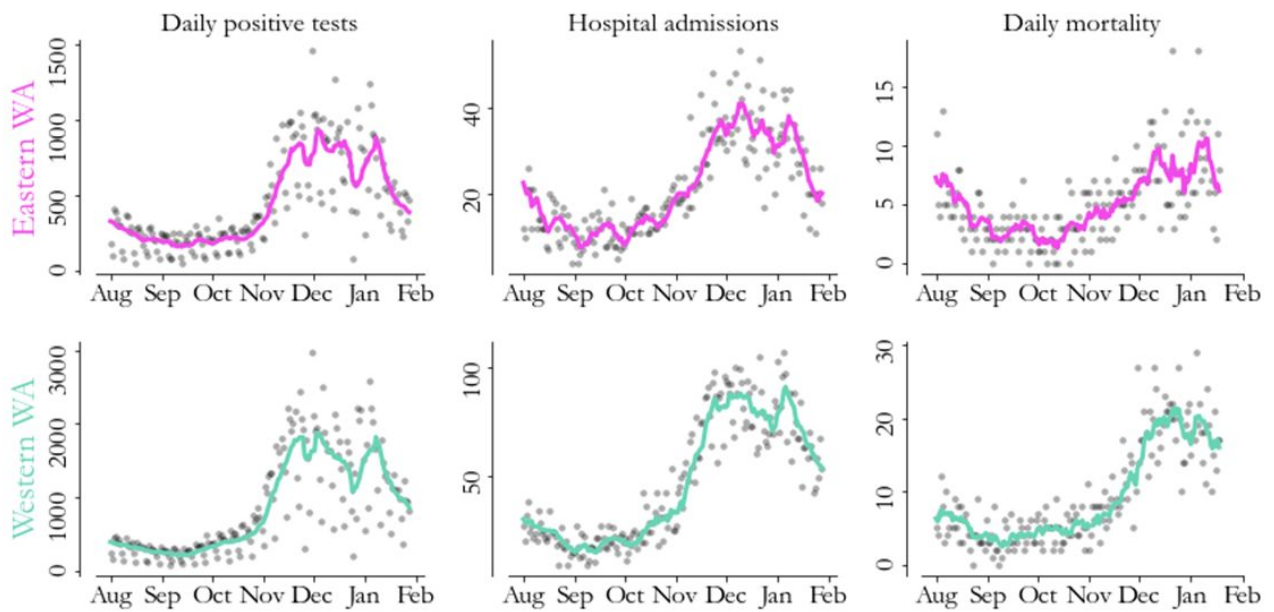 Daily positive tests Hospital admissions Daily mortality
Eastern WA
0 500 1000 1500
20 40
0 5 10 15
Aug Sep Oct Nov Dec Jan Feb Aug Sep Oct Nov Dec Jan Feb Aug Sep Oct Nov Dec Jan Feb
Western WA
0 1000 2000 3000
50 100
0 10 20 30
Aug Sep Oct Nov Dec Jan Feb Aug Sep Oct Nov Dec Jan Feb Aug Sep Oct Nov Dec Jan Feb